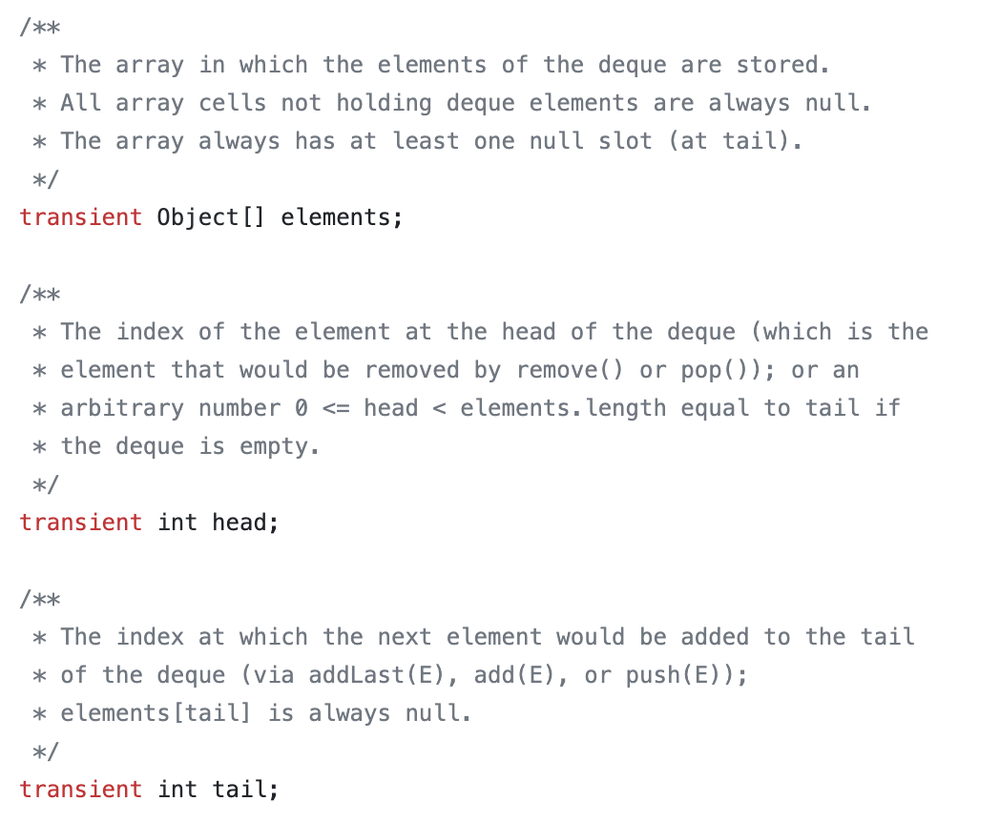 /**
 * The array in which the elements of the deque are stored.
 * All array cells not holding deque elements are always null.
 * The array always has at least one null slot (at tail).
 */
transient Object[] elements;

/**
 * The index of the element at the head of the deque (which is the
 * element that would be removed by remove() or pop()); or an
 * arbitrary number 0 <= head < elements.length equal to tail if
 * the deque is empty.
 */
transient int head;

/**
 * The index at which the next element would be added to the tail
 * of the deque (via addLast(E), add(E), or push(E));
 * elements[tail] is always null.
 */
transient int tail;